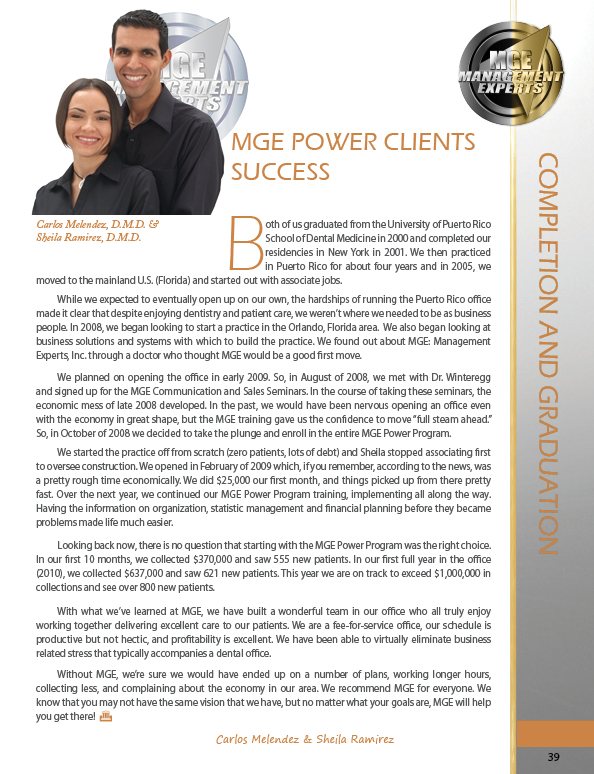 MGE
MANAGEMENT
EXPERTS
MGE
MANAGEMENT
EXPERTS
MGE POWER CLIENTS
SUCCESS
Carlos Melendez, D.M.D. &
Sheila Ramirez, D.M.D.
Both of us graduated from the University of Puerto Rico
School of Dental Medicine in 2000 and completed our
residencies in New York in 2001. We then practiced
in Puerto Rico for about four years and in 2005, we
moved to the mainland U.S. (Florida) and started out with associate jobs.
While we expected to eventually open up on our own, the hardships of running the Puerto Rico office
made it clear that despite enjoying dentistry and patient care, we weren't where we needed to be as business
people. In 2008, we began looking to start a practice in the Orlando, Florida area. We also began looking at
business solutions and systems with which to build the practice. We found out about MGE: Management
Experts, Inc. through a doctor who thought MGE would be a good first move.
We planned on opening the office in early 2009. So, in August of 2008, we met with Dr. Winteregg
and signed up for the MGE Communication and Sales Seminars. In the course of taking these seminars, the
economic mess of late 2008 developed. In the past, we would have been nervous opening an office even
with the economy in great shape, but the MGE training gave us the confidence to move “full steam ahead.”
So, in October of 2008 we decided to take the plunge and enroll in the entire MGE Power Program.
We started the practice off from scratch (zero patients, lots of debt) and Sheila stopped associating first
to oversee construction. We opened in February of 2009 which, if you remember, according to the news, was
a pretty rough time economically. We did $25,000 our first month, and things picked up from there pretty
fast. Over the next year, we continued our MGE Power Program training, implementing all along the way.
Having the information on organization, statistic management and financial planning before they became
problems made life much easier.
Looking back now, there is no question that starting with the MGE Power Program was the right choice.
In our first 10 months, we collected $370,000 and saw 555 new patients. In our first full year in the office
(2010), we collected $637,000 and saw 621 new patients. This year we are on track to exceed $1,000,000 in
collections and see over 800 new patients.
With what we've learned at MGE, we have built a wonderful team in our office who all truly enjoy
working together delivering excellent care to our patients. We are a fee-for-service office, our schedule is
productive but not hectic, and profitability is excellent. We have been able to virtually eliminate business
related stress that typically accompanies a dental office.
Without MGE, we're sure we would have ended up on a number of plans, working longer hours,
collecting less, and complaining about the economy in our area. We recommend MGE for everyone. We
know that you may not have the same vision that we have, but no matter what your goals are, MGE will help
you get there!
Carlos Melendez & Sheila Ramirez
COMPLETION AND GRADUATION
39